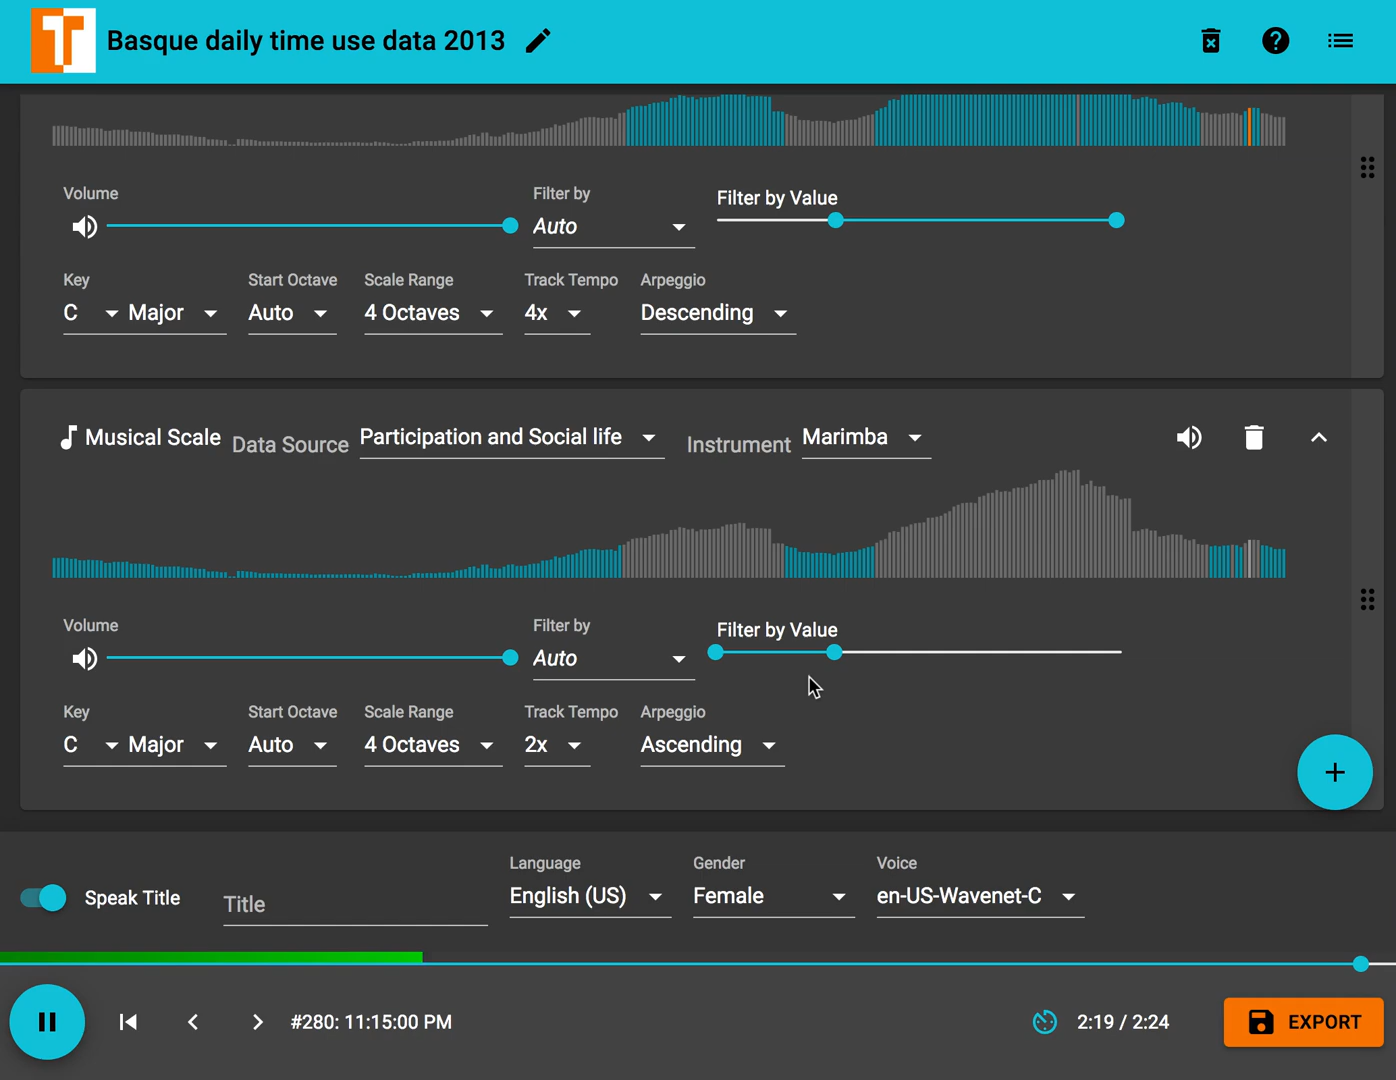 T Basque daily time use data 2013
Volume Filter by Filter by Value
Auto
Key Start Octave Scale Range Track Tempo Arpeggio
C Major Auto 4 Octaves 4x Descending
Musical Scale Data Source Participation and Social life Instrument Marimba
Volume Filter by Filter by Value
Auto
Key Start Octave Scale Range Track Tempo Arpeggio
C Major Auto 4 Octaves 2x Ascending
+
Language Gender Voice
Speak Title Title English (US) Female en-US-Wavenet-C
#280: 11:15:00 PM 2:19 / 2:24 EXPORT